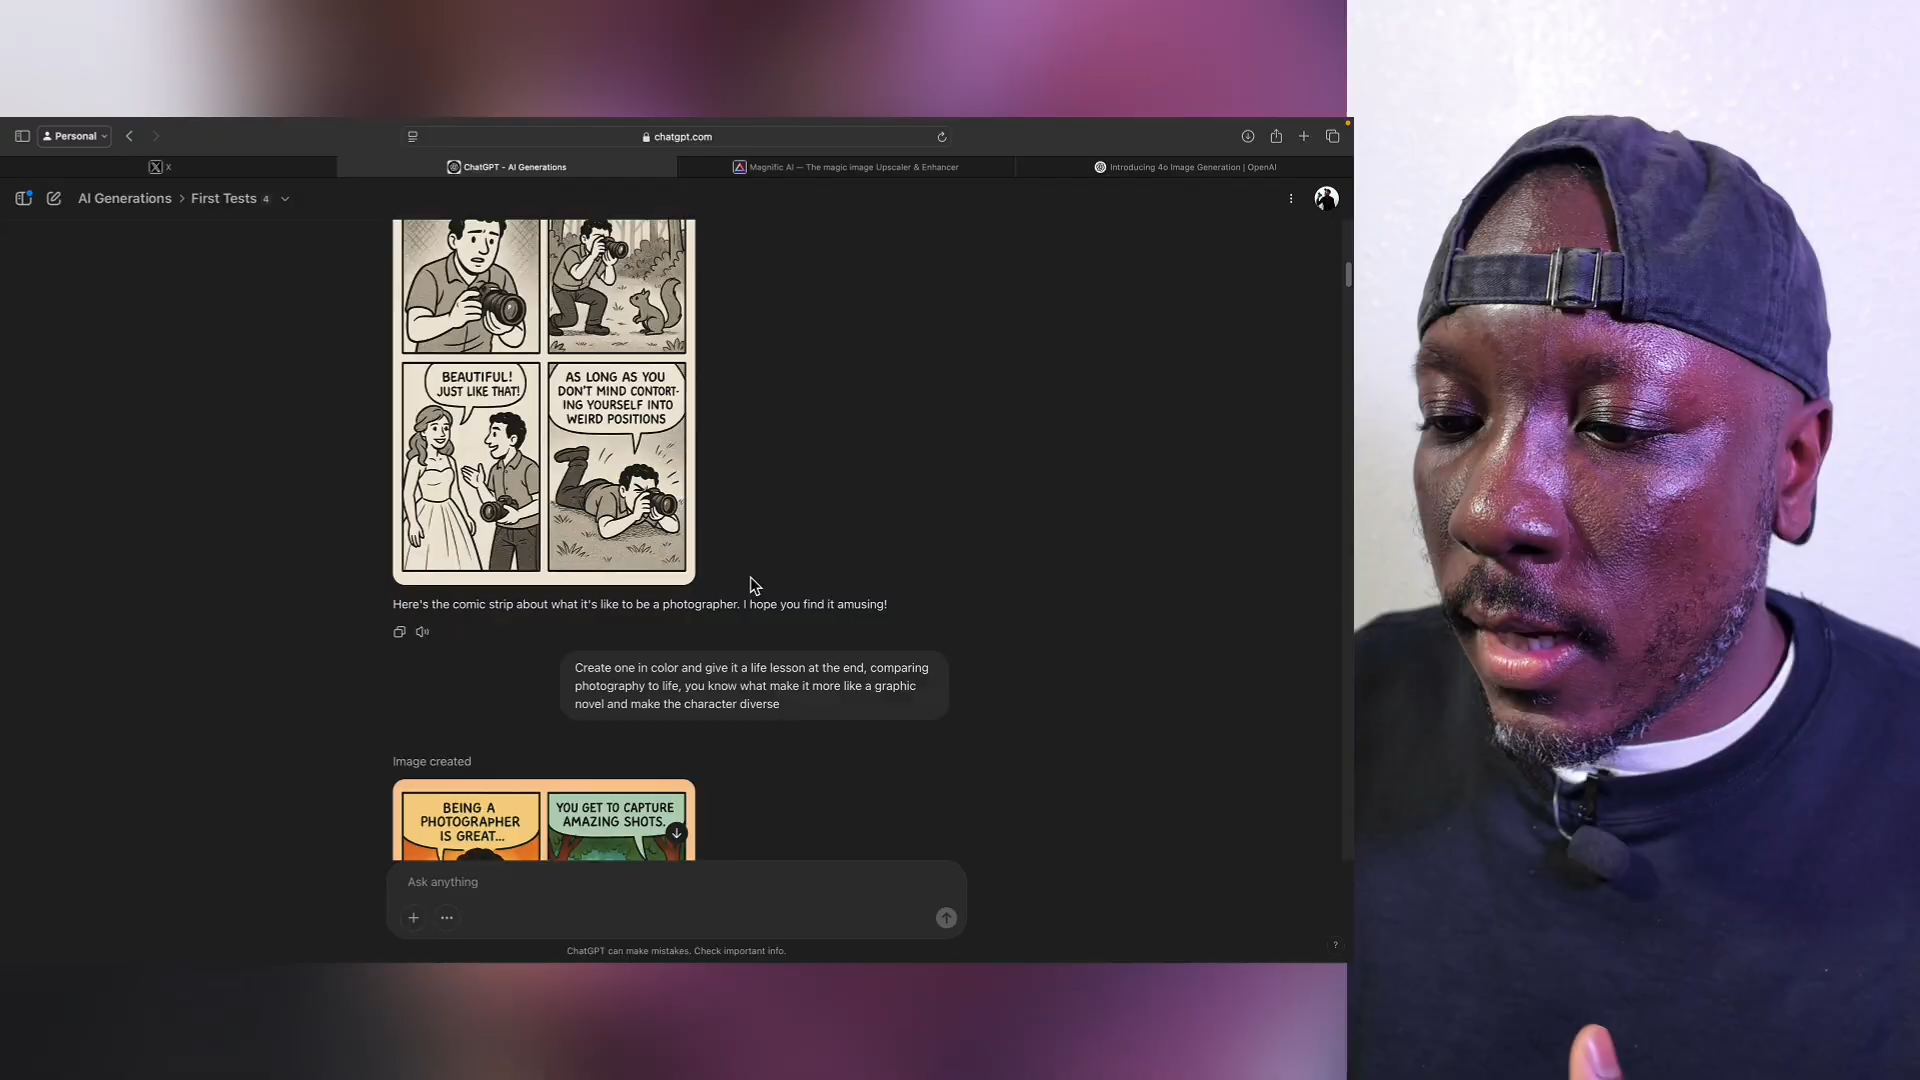 Personal
chatgpt.com
X
ChatGPT - AI Generations
Magnific AI — The magic image Upscaler & Enhancer
Introducing 4o Image Generation | OpenAI
AI Generations > First Tests 4
BEAUTIFUL!
JUST LIKE THAT!
AS LONG AS YOU
DON'T MIND CONTORT-
ING YOURSELF INTO
WEIRD POSITIONS
Here's the comic strip about what it's like to be a photographer. I hope you find it amusing!
Create one in color and give it a life lesson at the end, comparing
photography to life, you know what make it more like a graphic
novel and make the character diverse
Image created
BEING A
PHOTOGRAPHER
IS GREAT...
YOU GET TO CAPTURE
AMAZING SHOTS.
Ask anything
ChatGPT can make mistakes. Check important info.
?